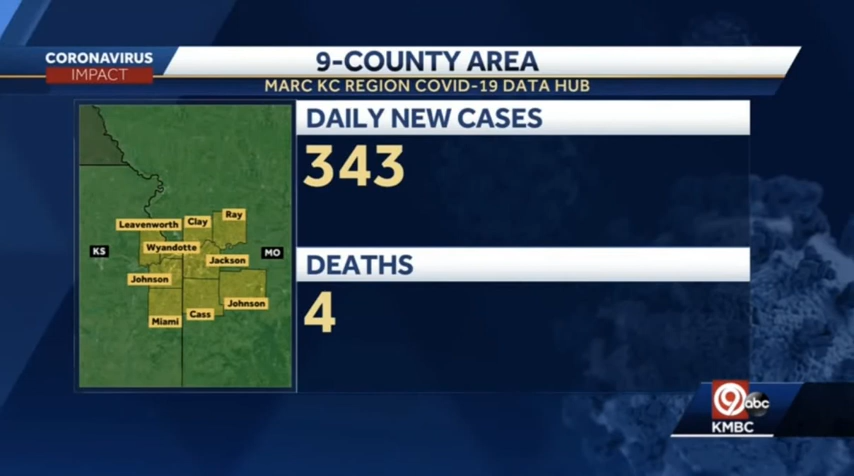 CORONAVIRUS
IMPACT
9-COUNTY AREA
MARC KC REGION COVID-19 DATA HUB
DAILY NEW CASES
343
DEATHS
4
Leavenworth
Clay
Ray
KS
Wyandotte
MO
Jackson
Johnson
Johnson
Miami
Cass
9 abc
KMBC